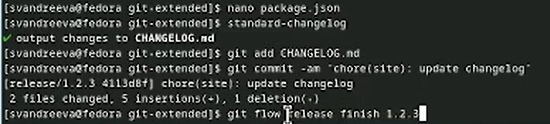 [svandreeva@fedora git-extended]$ nano package.json
[svandreeva@fedora git-extended]$ standard-changelog
✔ output changes to CHANGELOG.md
[svandreeva@fedora git-extended]$ git add CHANGELOG.md
[svandreeva@fedora git-extended]$ git commit -am 'chore(site): update changelog'
[release/1.2.3 4113d8f] chore(site): update changelog
 2 files changed, 5 insertions(+), 1 deletion(-)
[svandreeva@fedora git-extended]$ git flow release finish 1.2.3